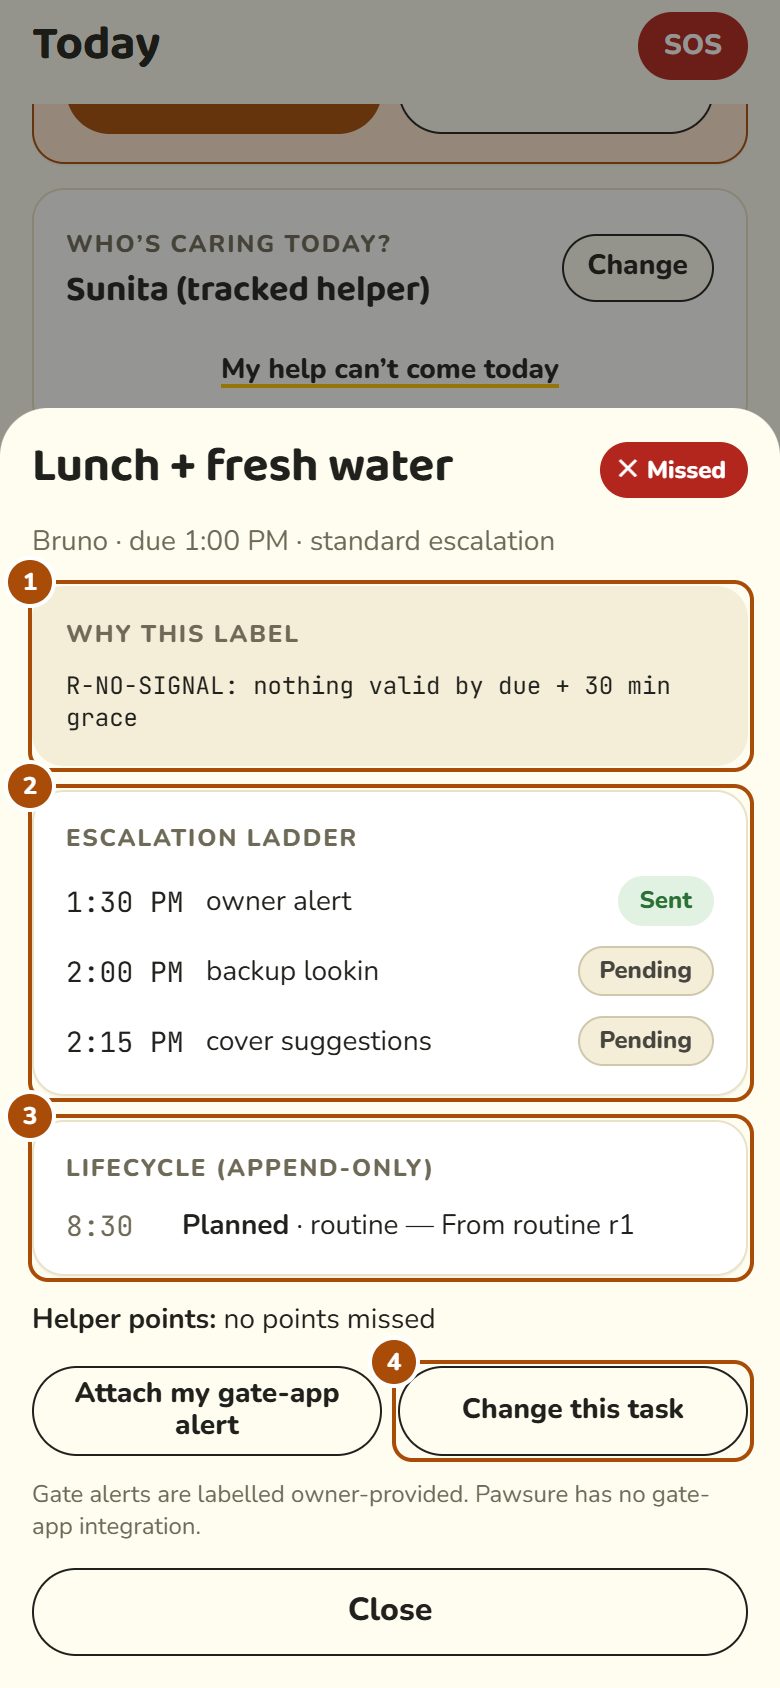 Today
SOS
WHO’S CARING TODAY?
Sunita (tracked helper)
Change
My help can’t come today
Lunch + fresh water
✕ Missed
Bruno · due 1:00 PM · standard escalation
1
WHY THIS LABEL
R-NO-SIGNAL: nothing valid by due + 30 min
grace
2
ESCALATION LADDER
1:30 PM owner alert Sent
2:00 PM backup lookin Pending
2:15 PM cover suggestions Pending
3
LIFECYCLE (APPEND-ONLY)
8:30 Planned · routine — From routine r1
Helper points: no points missed
4
Attach my gate-app
alert
Change this task
Gate alerts are labelled owner-provided. Pawsure has no gate-
app integration.
Close